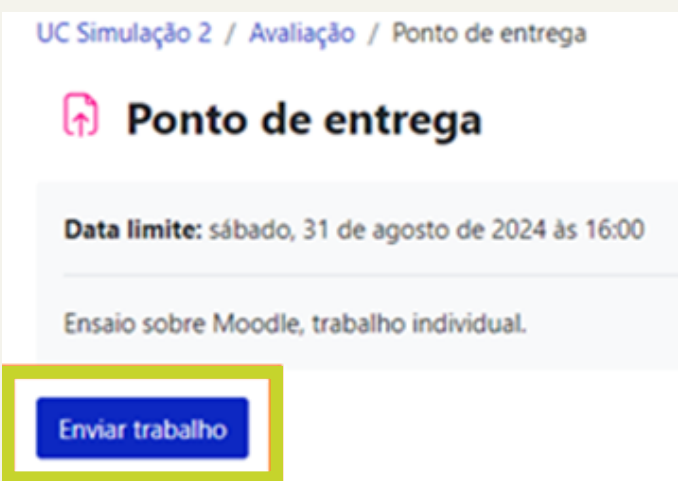 UC Simulação 2 / Avaliação / Ponto de entrega
Ponto de entrega
Data limite: sábado, 31 de agosto de 2024 às 16:00
Ensaio sobre Moodle, trabalho individual.
Enviar trabalho